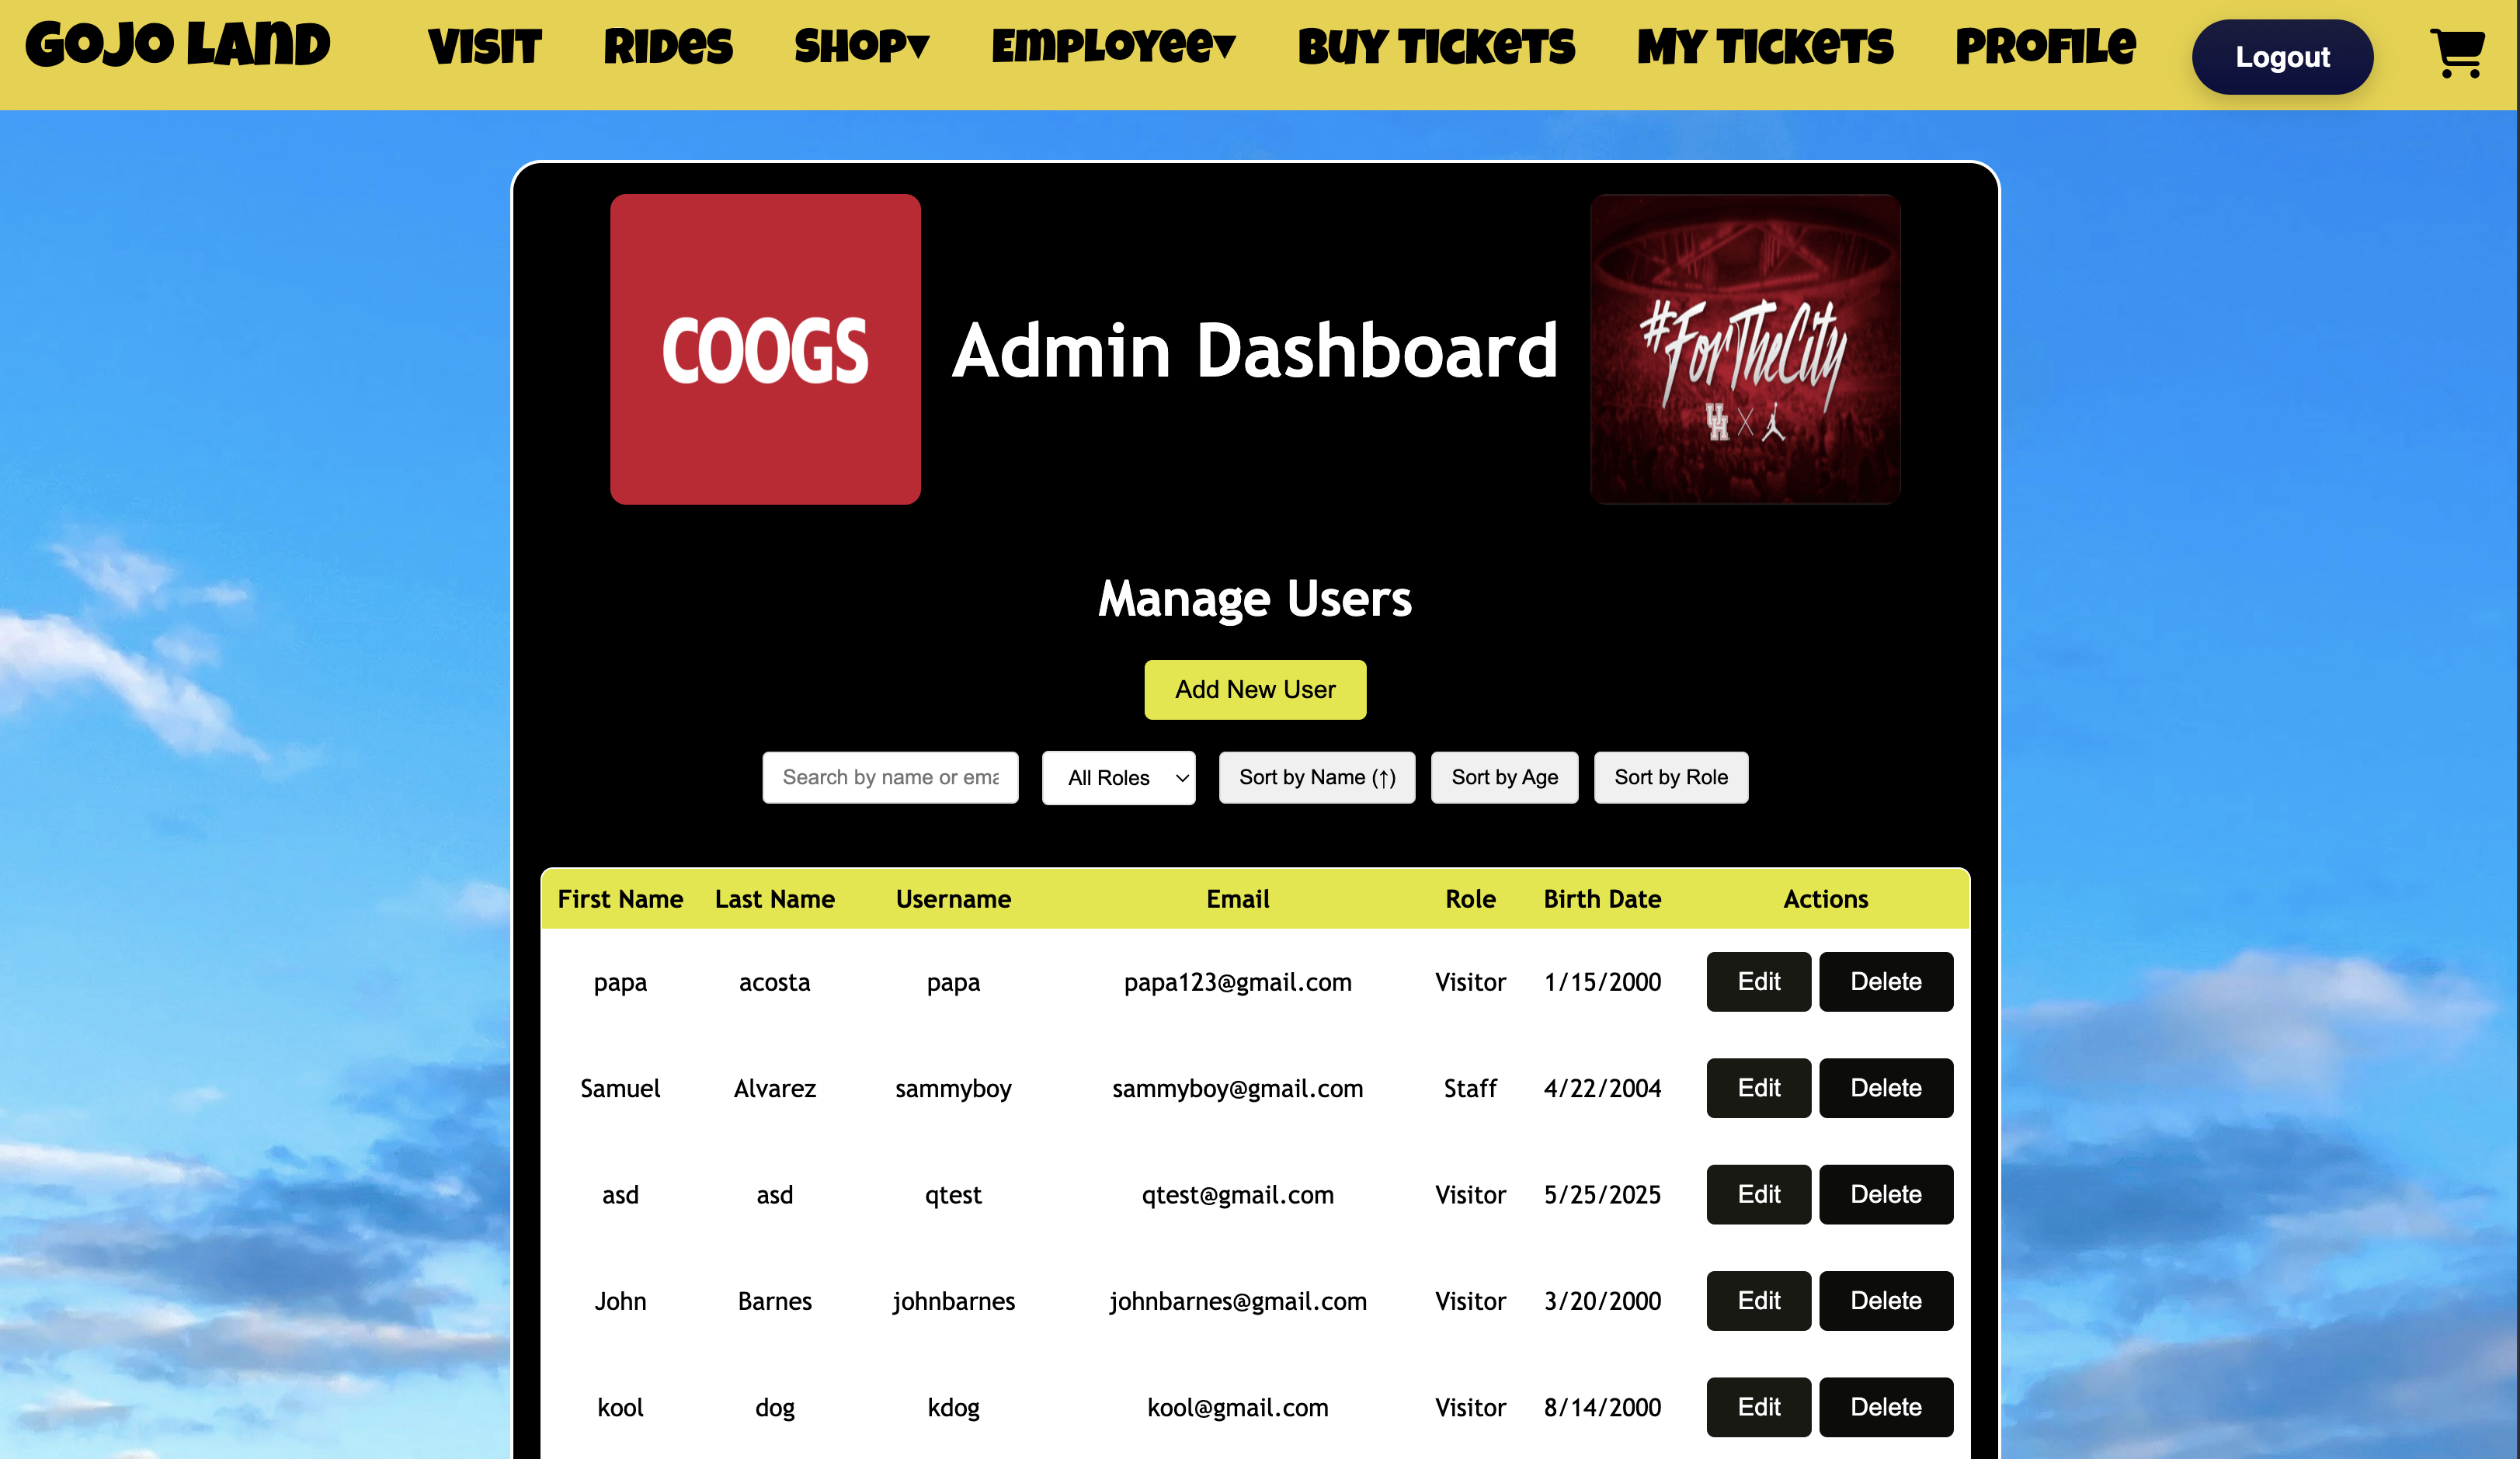 GOJO LAND VISIT RIDES SHOP▾ EMPLOYEE▾ BUY TICKETS MY TICKETS PROFILE Logout
COOGS
Admin Dashboard
#ForTheCity
UH X
Manage Users
Add New User
Search by name or ema All Roles Sort by Name (↑) Sort by Age Sort by Role
First Name Last Name Username Email Role Birth Date Actions
papa acosta papa papa123@gmail.com Visitor 1/15/2000 Edit Delete
Samuel Alvarez sammyboy sammyboy@gmail.com Staff 4/22/2004 Edit Delete
asd asd qtest qtest@gmail.com Visitor 5/25/2025 Edit Delete
John Barnes johnbarnes johnbarnes@gmail.com Visitor 3/20/2000 Edit Delete
kool dog kdog kool@gmail.com Visitor 8/14/2000 Edit Delete